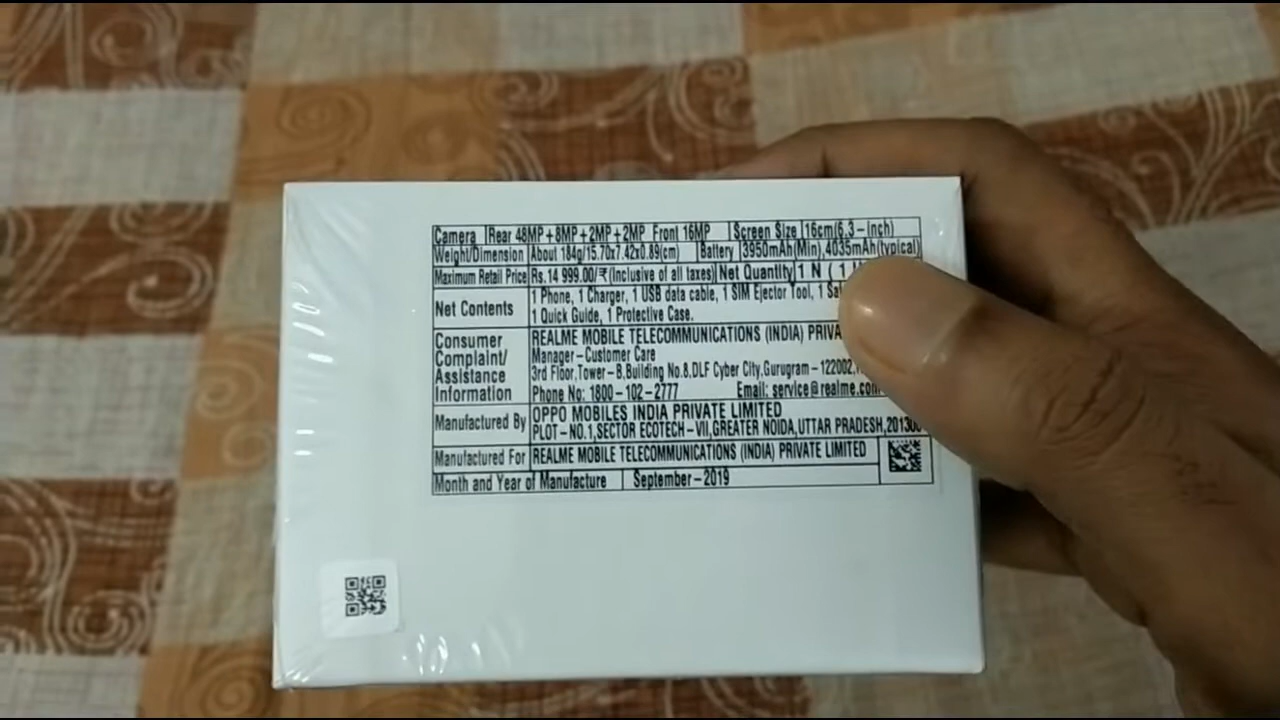 Camera Rear 48MP+8MP+2MP+2MP Front 16MP Screen Size 16cm(6.3-inch)
Weight/Dimension About 184g/15.70x7.42x0.89(cm) Battery 3950mAh(Min),4035mAh(typical)
Maximum Retail Price Rs.14 999.00/₹(Inclusive of all taxes) Net Quantity 1 N ( 1
Net Contents 1 Phone, 1 Charger, 1 USB data cable, 1 SIM Ejector Tool, 1
1 Quick Guide, 1 Protective Case.
Consumer Complaint/ Assistance Information REALME MOBILE TELECOMMUNICATIONS (INDIA)
Manager-Customer Care
3rd Floor,Tower-B,Building No.8,DLF Cyber City,Gurugram-122002,
Phone No: 1800-102-2777 Email: service@realme.com
Manufactured By OPPO MOBILES INDIA PRIVATE LIMITED
PLOT-NO.1,SECTOR ECOTECH-VII,GREATER NOIDA,UTTAR PRADESH,
Manufactured For REALME MOBILE TELECOMMUNICATIONS (INDIA) PRIVATE LIMITED
Month and Year of Manufacture September-2019